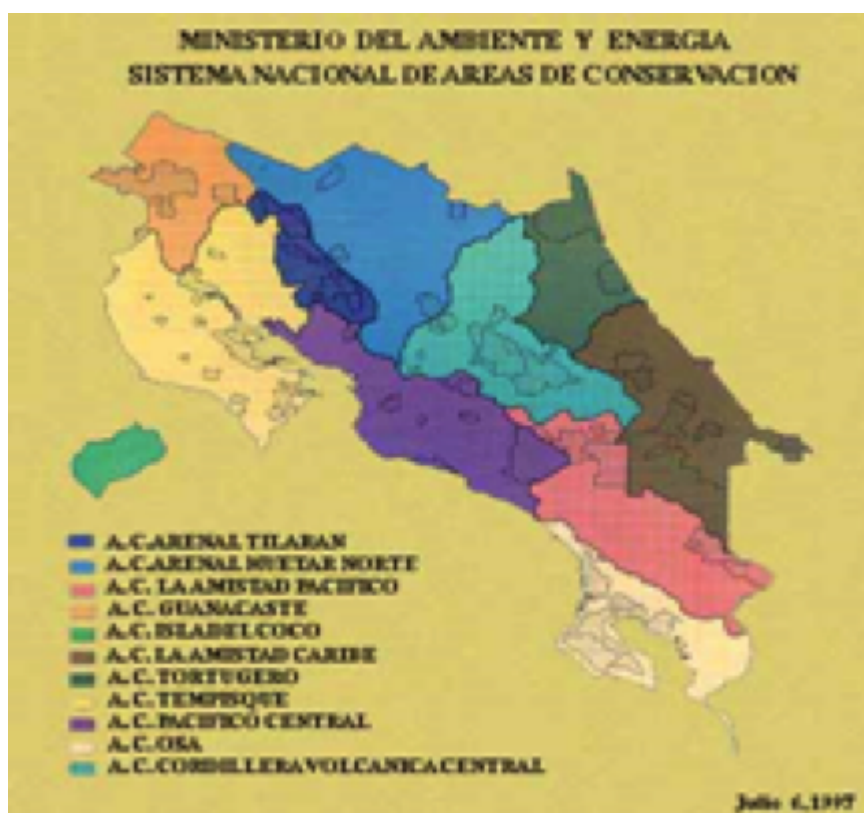 MINISTERIO DEL AMBIENTE Y ENERGIA
SISTEMA NACIONAL DE AREAS DE CONSERVACION
A.C.ARENAL TILARAN
A.C.ARENAL HUETAR NORTE
A.C. LA AMISTAD PACIFICO
A.C. GUANACASTE
A.C. ISLA DEL COCO
A.C. LA AMISTAD CARIBE
A.C. TORTUGERO
A.C. TEMPISQUE
A.C. PACIFICO CENTRAL
A.C. OSA
A.C. CORDILLERA VOLCANICA CENTRAL
Julio 6,1997